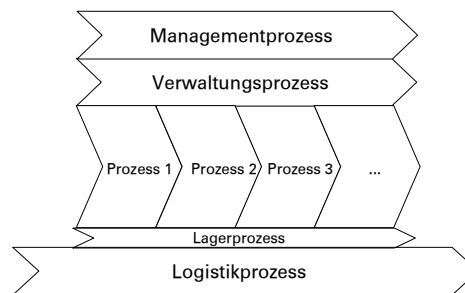 Managementprozess
Verwaltungsprozess
Prozess 1 Prozess 2 Prozess 3 ...
Lagerprozess
Logistikprozess